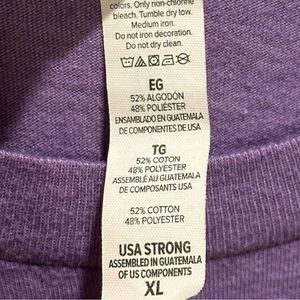 colors. Only non-chlorine
bleach. Tumble dry low.
Medium iron.
Do not iron decoration.
Do not dry clean.
EG
52% ALGODÓN
48% POLIÉSTER
ENSAMBLADO EN GUATEMALA
DE COMPONENTES DE USA
TG
52% COTON
48% POLYESTER
ASSEMBLÉ AU GUATEMALA
DE COMPOSANTS USA
52% COTTON
48% POLYESTER
USA STRONG
ASSEMBLED IN GUATEMALA
OF US COMPONENTS
XL